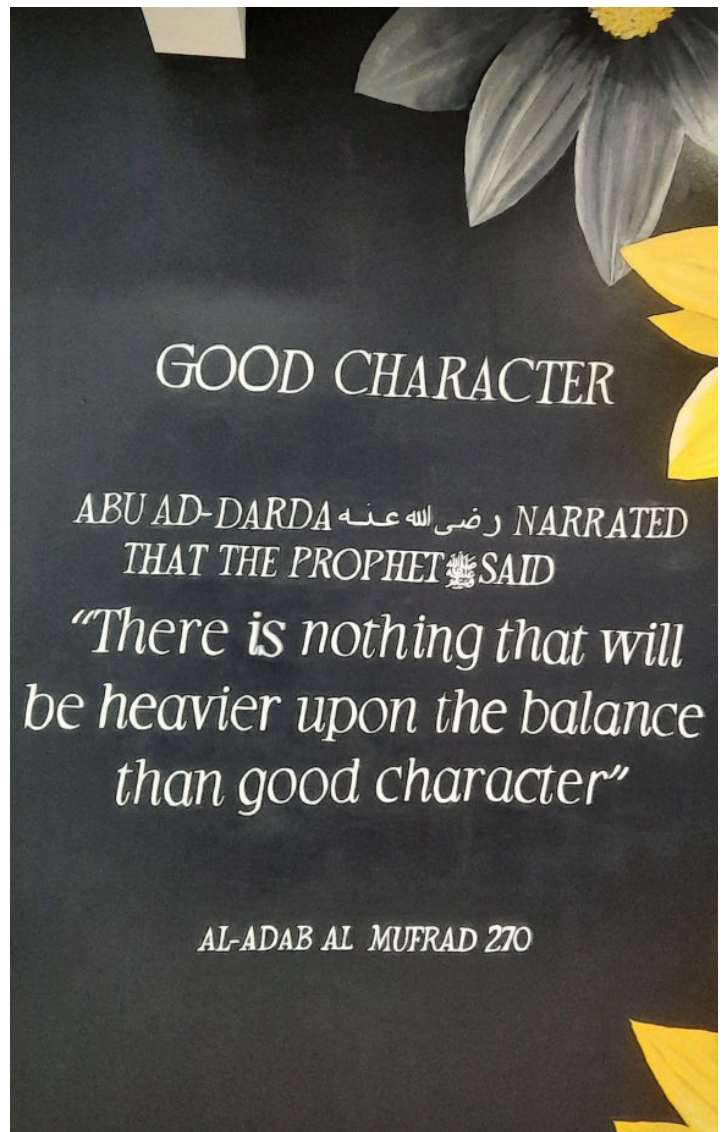 GOOD CHARACTER
ABU AD-DARDA رضى الله عنه NARRATED
THAT THE PROPHET ﷺ SAID
“There is nothing that will
be heavier upon the balance
than good character”
AL-ADAB AL MUFRAD 270